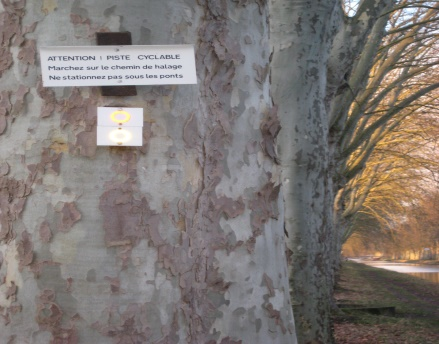 ATTENTION ! PISTE CYCLABLE
Marchez sur le chemin de halage
Ne stationnez pas sous les ponts